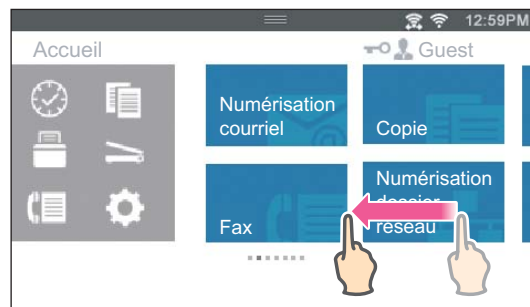 12:59PM
Accueil
Guest
Numérisation
courriel
Copie
Fax
Numérisation
dossier
réseau